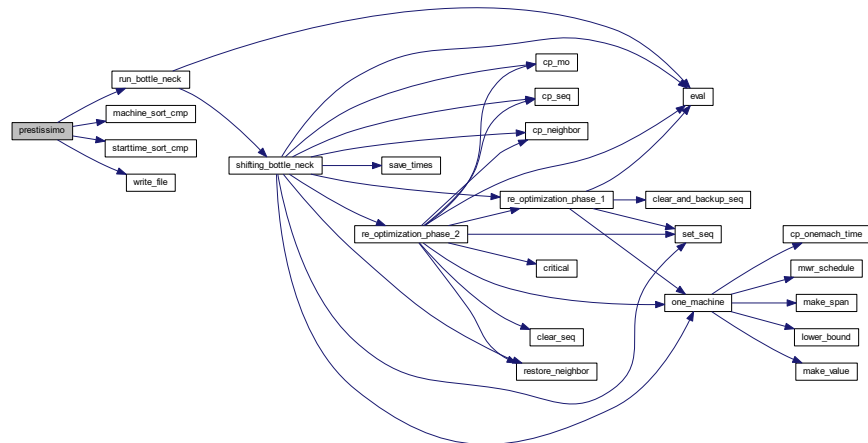 prestissimo
run_bottle_neck
machine_sort_cmp
starttime_sort_cmp
write_file
shifting_bottle_neck
save_times
re_optimization_phase_2
cp_mo
cp_seq
cp_neighbor
re_optimization_phase_1
critical
clear_seq
restore_neighbor
eval
clear_and_backup_seq
set_seq
one_machine
cp_onemach_time
mwr_schedule
make_span
lower_bound
make_value